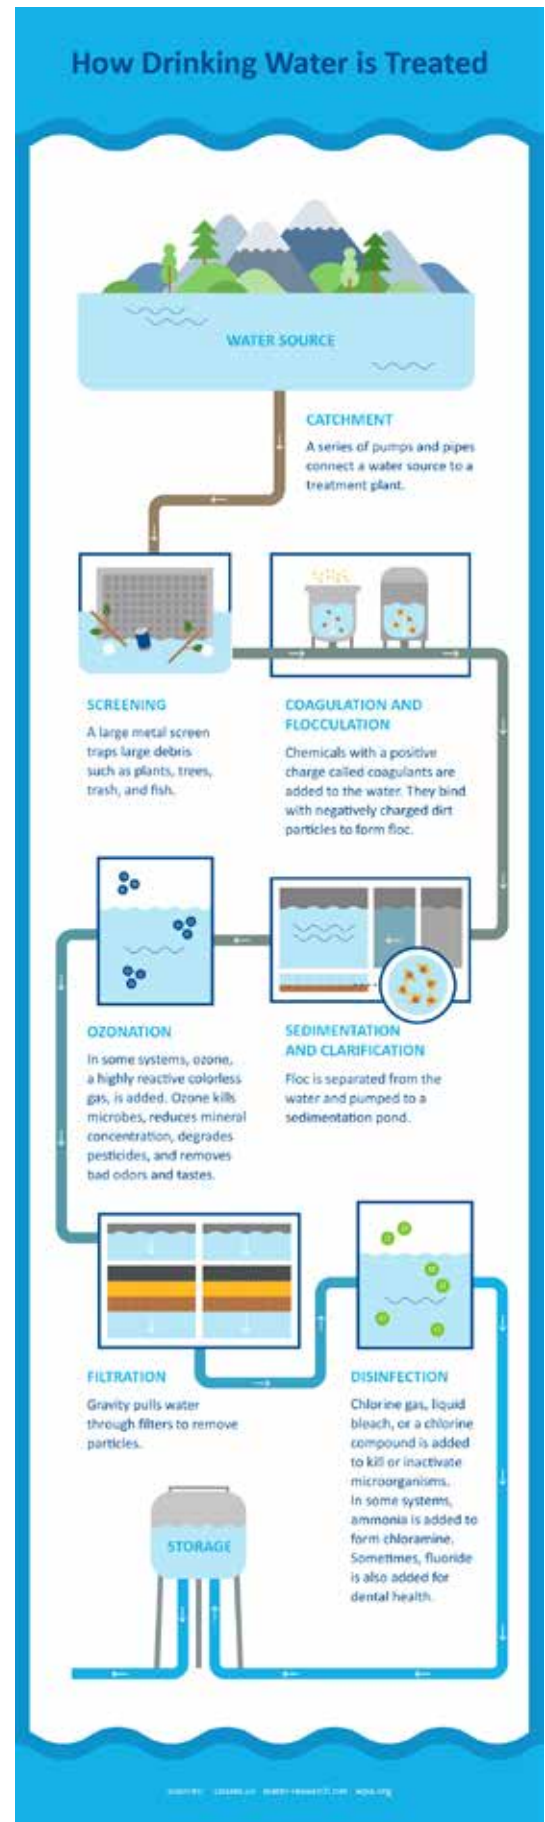 How Drinking Water is Treated
WATER SOURCE
CATCHMENT
A series of pumps and pipes
connect a water source to a
treatment plant.
SCREENING
A large metal screen
traps large debris
such as plants, trees,
trash, and fish.
COAGULATION AND
FLOCCULATION
Chemicals with a positive
charge called coagulants are
added to the water. They bind
with negatively charged dirt
particles to form floc.
SEDIMENTATION
AND CLARIFICATION
Floc is separated from the
water and pumped to a
sedimentation pond.
OZONATION
In some systems, ozone,
a highly reactive colorless
gas, is added. Ozone kills
microbes, reduces mineral
concentration, degrades
pesticides, and removes
bad odors and tastes.
FILTRATION
Gravity pulls water
through filters to remove
particles.
DISINFECTION
Chlorine gas, liquid
bleach, or a chlorine
compound is added
to kill or inactivate
microorganisms.
In some systems,
ammonia is added to
form chloramine.
Sometimes, fluoride
is also added for
dental health.
STORAGE